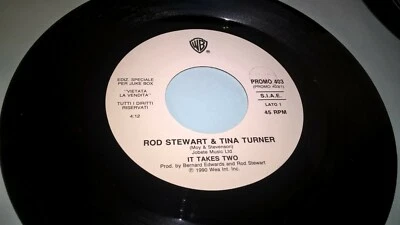 WB
EDIZ. SPECIALE
PER JUKE BOX
"VIETATA
LA VENDITA"
TUTTI I DIRITTI
RISERVATI
4:12
PROMO 403
(PROMO 403/1)
S.I.A.E.
LATO 1
45 RPM
ROD STEWART & TINA TURNER
(Moy & Stevenson)
Jobete Music Ltd
IT TAKES TWO
Prod. by Bernard Edwards and Rod Stewart
℗ 1990 Wea Int. Inc.